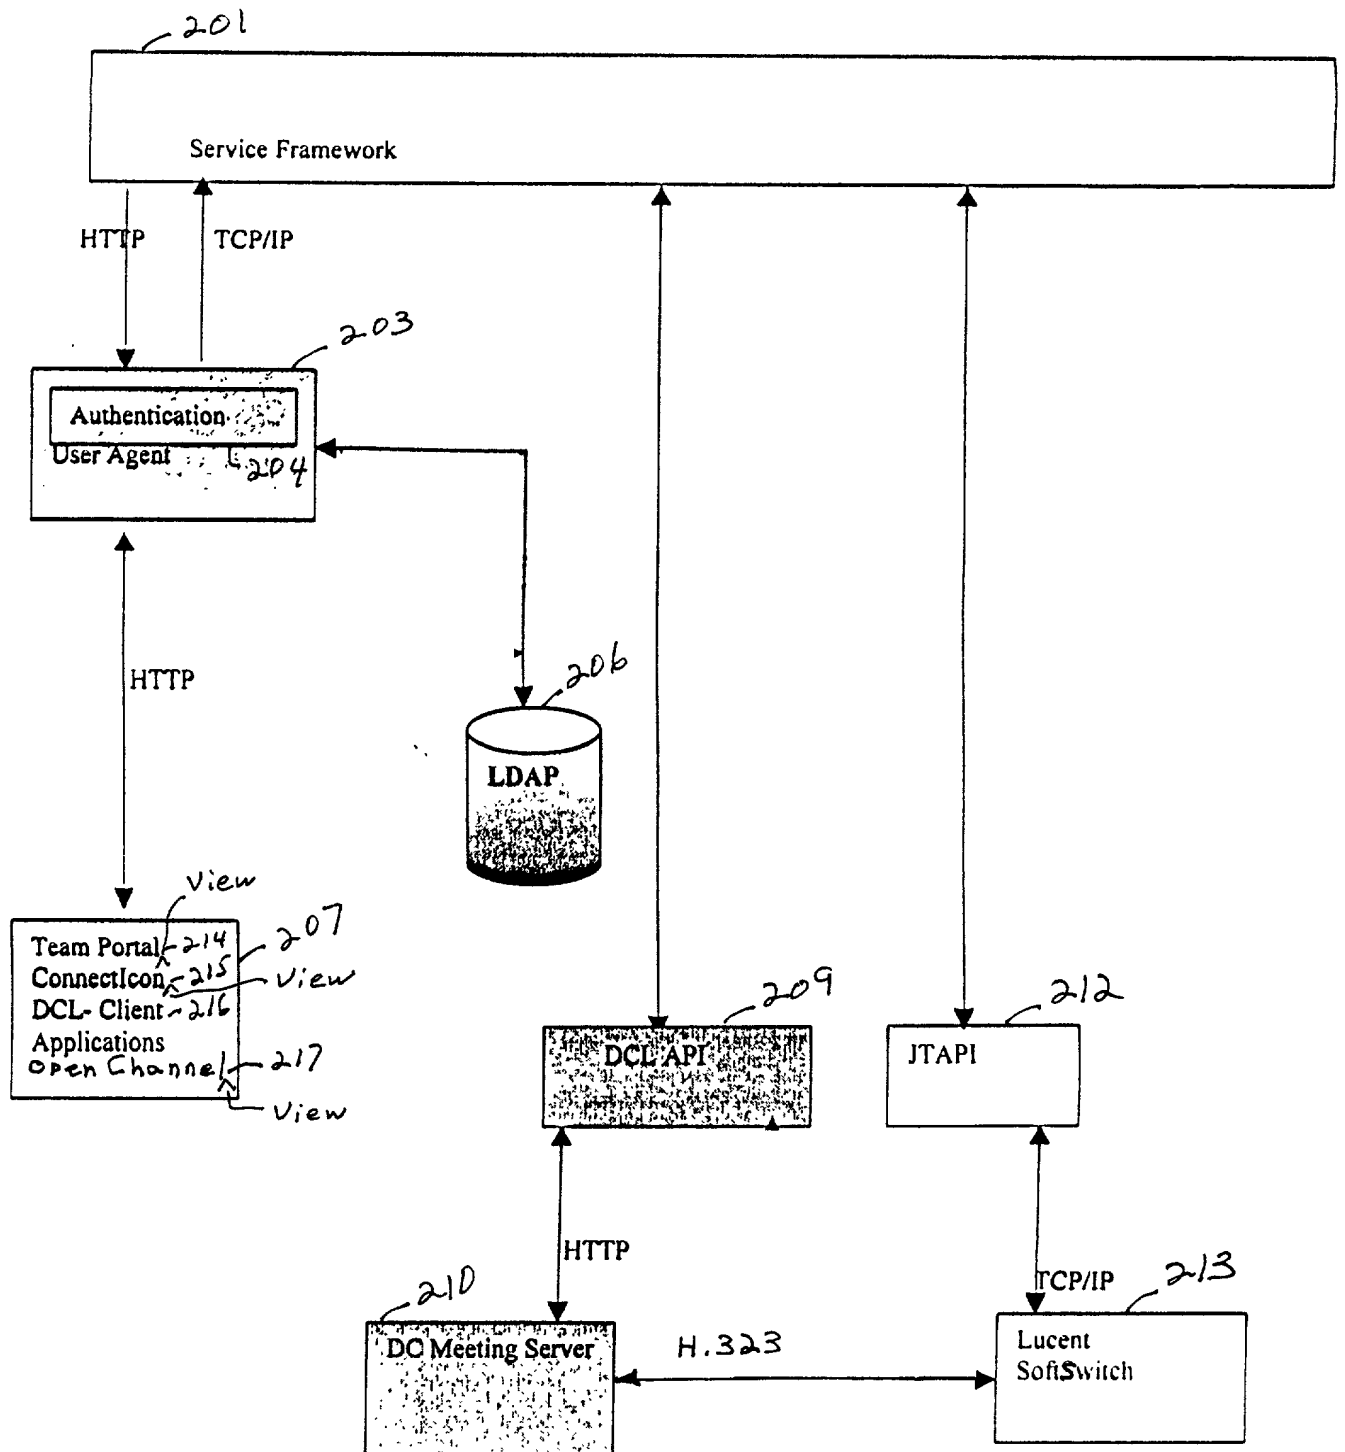 201
Service Framework
HTTP
TCP/IP
203
Authentication
User Agent
204
HTTP
206
LDAP
View
Team Portal 214
207
ConnectIcon 215
View
DCL- Client 216
Applications
Open Channel 217
View
209
DCL API
212
JTAPI
HTTP
TCP/IP
210
213
DC Meeting Server
H.323
Lucent
SoftSwitch